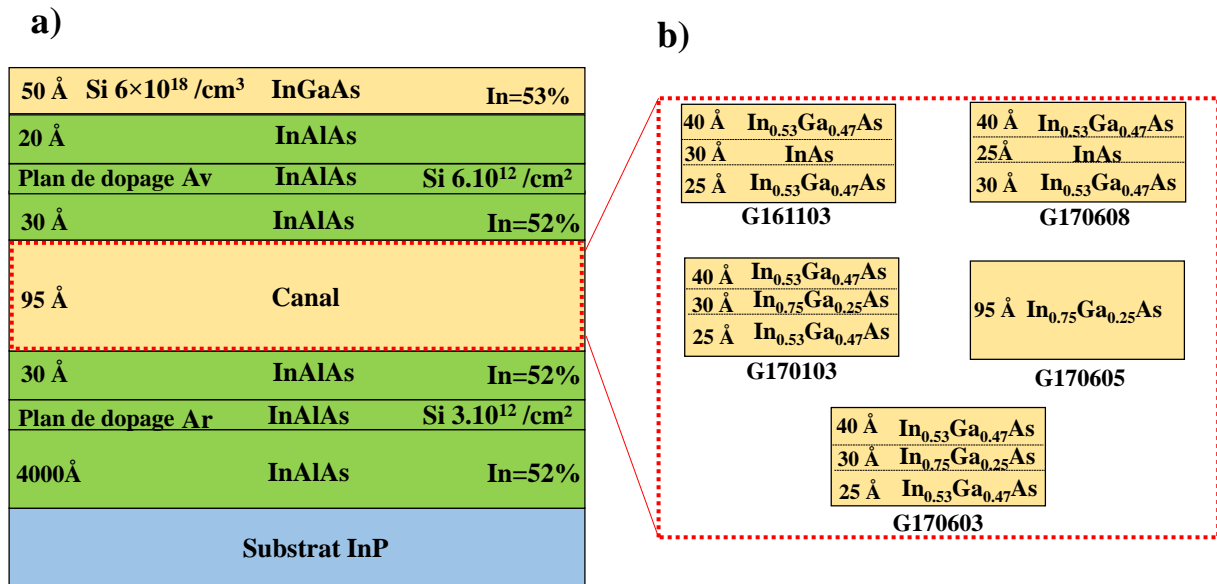 a)
50 Å Si 6×10¹⁸ /cm³ InGaAs In=53%
20 Å InAlAs
Plan de dopage Av InAlAs Si 6.10¹² /cm²
30 Å InAlAs In=52%
95 Å Canal
30 Å InAlAs In=52%
Plan de dopage Ar InAlAs Si 3.10¹² /cm²
4000Å InAlAs In=52%
Substrat InP
b)
40 Å In₀.₅₃Ga₀.₄₇As
30 Å InAs
25 Å In₀.₅₃Ga₀.₄₇As
G161103
40 Å In₀.₅₃Ga₀.₄₇As
25Å InAs
30 Å In₀.₅₃Ga₀.₄₇As
G170608
40 Å In₀.₅₃Ga₀.₄₇As
30 Å In₀.₇₅Ga₀.₂₅As
25 Å In₀.₅₃Ga₀.₄₇As
G170103
95 Å In₀.₇₅Ga₀.₂₅As
G170605
40 Å In₀.₅₃Ga₀.₄₇As
30 Å In₀.₇₅Ga₀.₂₅As
25 Å In₀.₅₃Ga₀.₄₇As
G170603